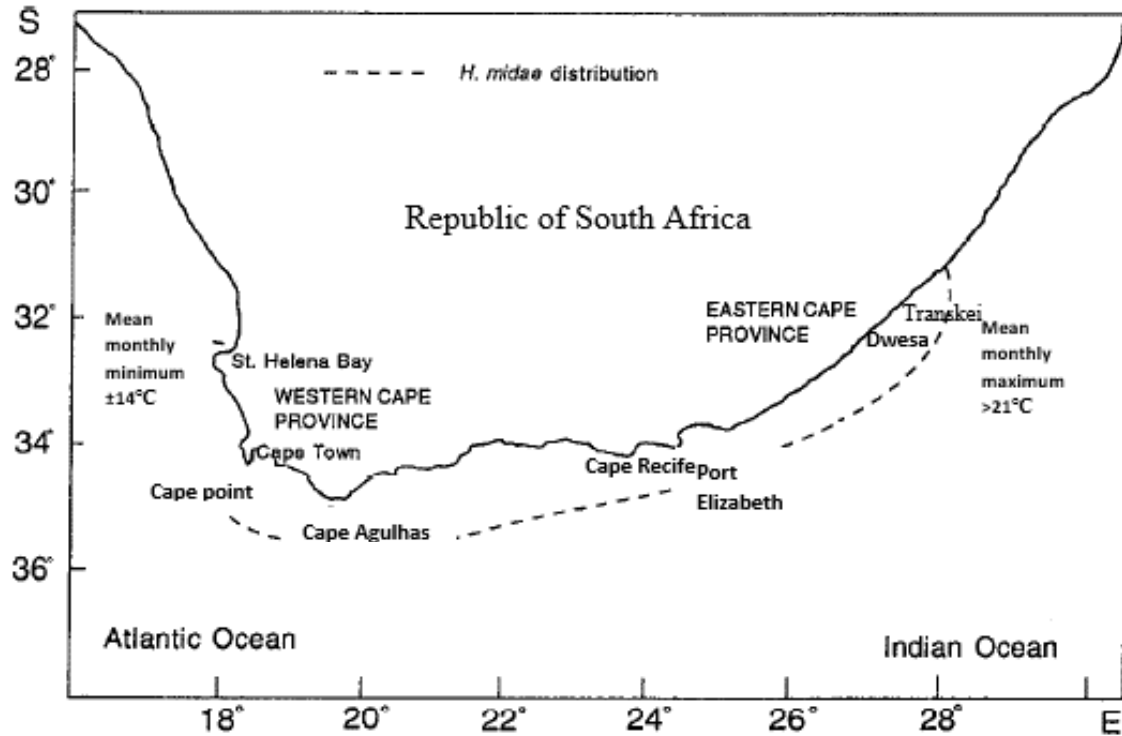 S
28°
30°
32°
34°
36°
H. midae distribution
Republic of South Africa
EASTERN CAPE
PROVINCE
Transkei
Dwesa
Mean
monthly
maximum
>21°C
Mean
monthly
minimum
±14°C
St. Helena Bay
WESTERN CAPE
PROVINCE
Cape Town
Cape point
Cape Agulhas
Cape Recife
Port
Elizabeth
Atlantic Ocean
Indian Ocean
18° 20° 22° 24° 26° 28° E